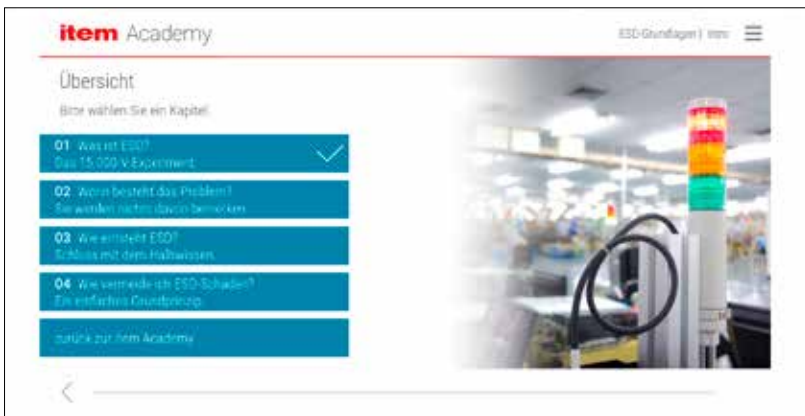 item Academy
ESD-Grundlagen | Intro
Übersicht
Bitte wählen Sie ein Kapitel.
01 Was ist ESD?
Das 15.000-V-Experiment.
02 Worin besteht das Problem?
Sie werden nichts davon bemerken.
03 Wie entsteht ESD?
Schluss mit dem Halbwissen.
04 Wie vermeide ich ESD-Schäden?
Ein einfaches Grundprinzip.
zurück zur item Academy